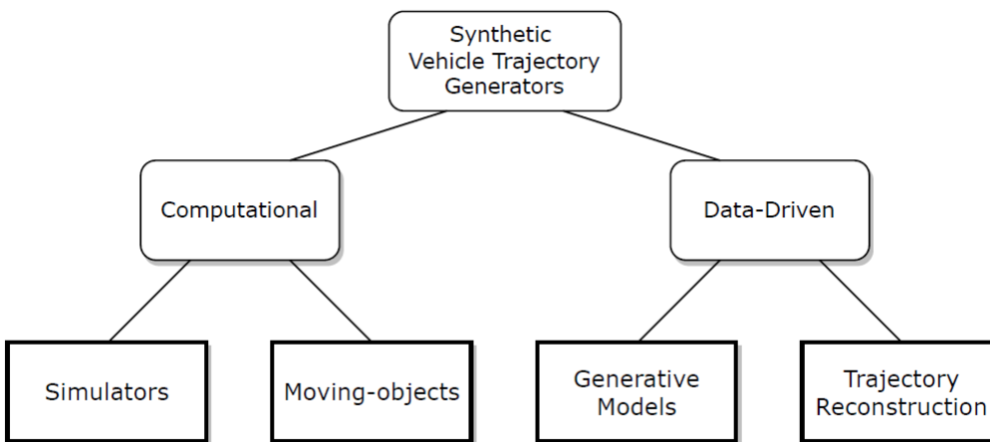 Synthetic
Vehicle Trajectory
Generators
Computational
Data-Driven
Simulators
Moving-objects
Generative
Models
Trajectory
Reconstruction